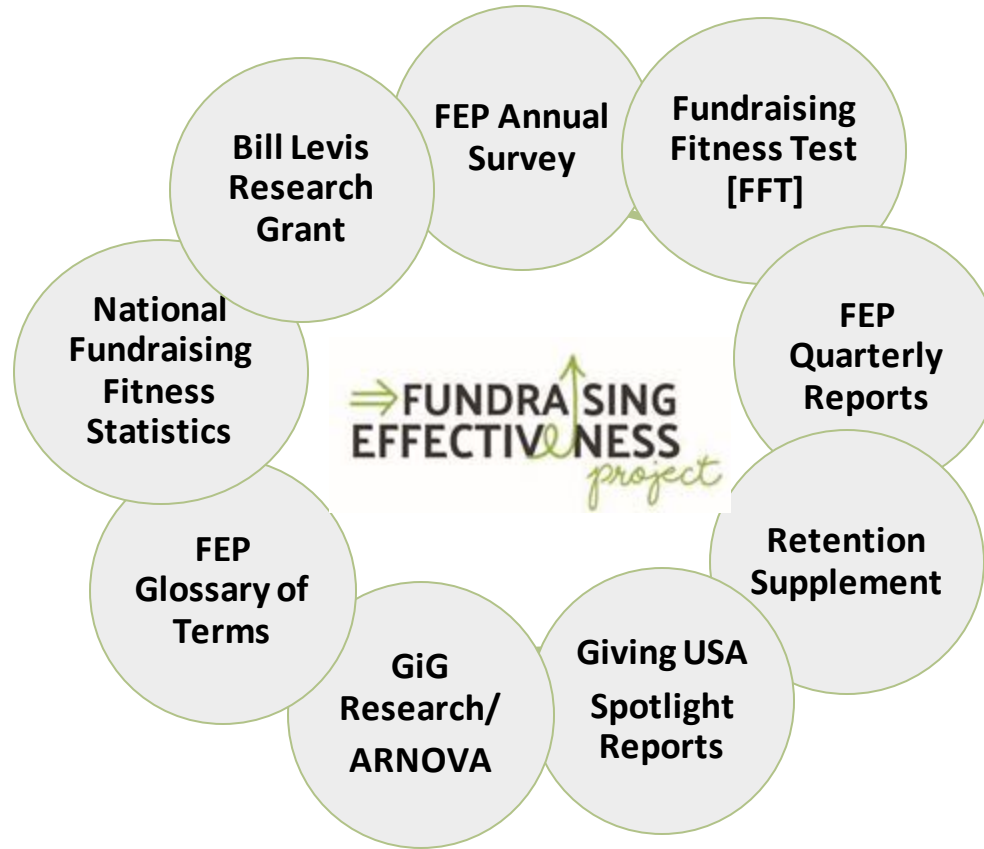 FEP Annual
Survey
Fundraising
Fitness Test
[FFT]
FEP
Quarterly
Reports
Retention
Supplement
Giving USA
Spotlight
Reports
GiG
Research/
ARNOVA
FEP
Glossary of
Terms
National
Fundraising
Fitness
Statistics
Bill Levis
Research
Grant
FUNDRAISING
EFFECTIVENESS
project